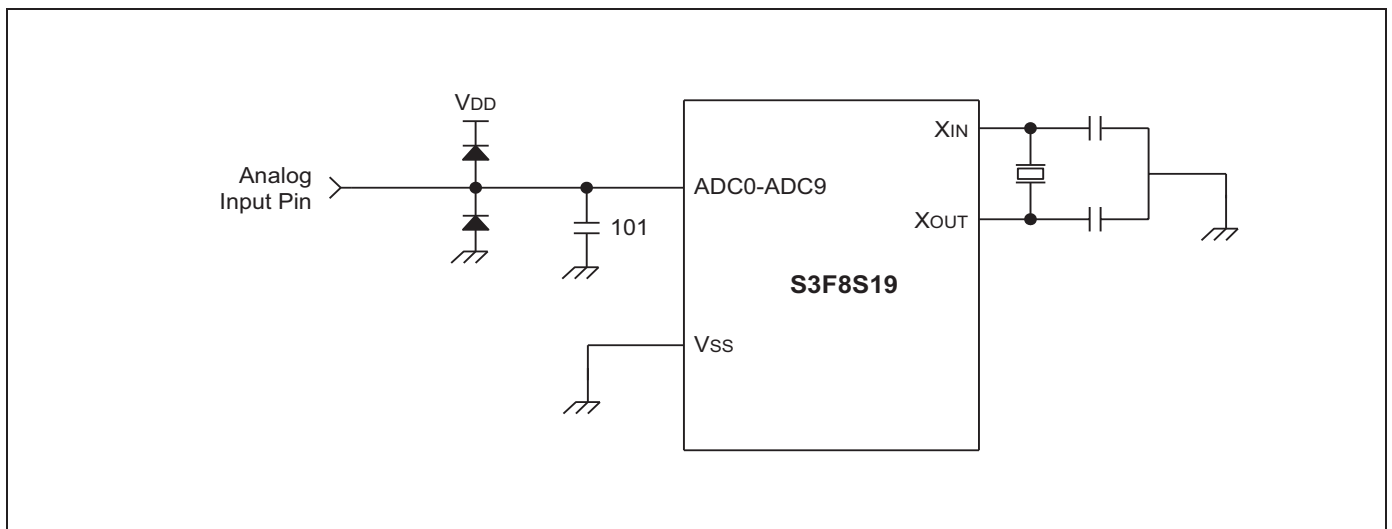 VDD
Analog
Input Pin
ADC0-ADC9
101
XIN
XOUT
S3F8S19
VSS